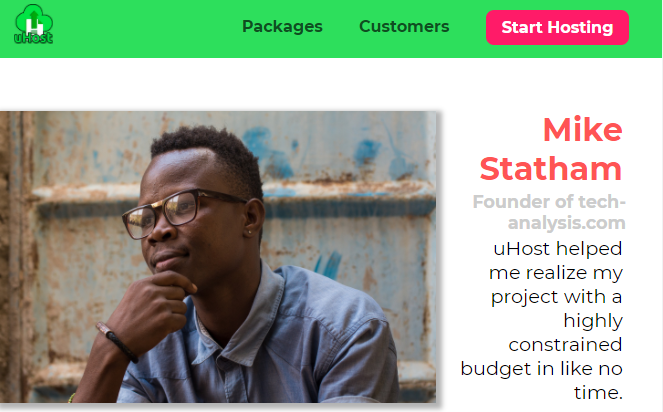 uHost
Packages
Customers
Start Hosting
Mike
Statham
Founder of tech-
analysis.com
uHost helped
me realize my
project with a
highly
constrained
budget in like no
time.